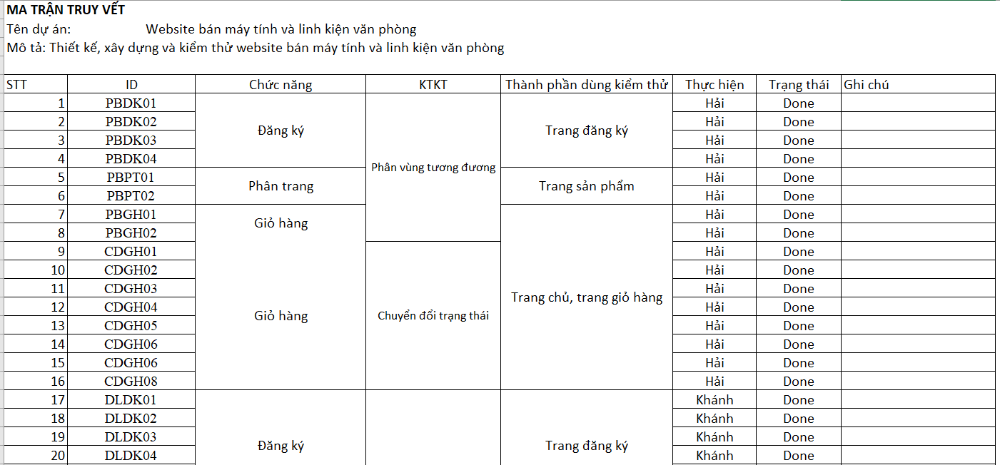 MA TRẬN TRUY VẾT
Tên dự án: Website bán máy tính và linh kiện văn phòng
Mô tả: Thiết kế, xây dựng và kiểm thử website bán máy tính và linh kiện văn phòng
STT ID Chức năng KTKT Thành phần dùng kiểm thử Thực hiện Trạng thái Ghi chú
1 PBDK01 Hải Done
2 PBDK02 Hải Done
Đăng ký Trang đăng ký
3 PBDK03 Hải Done
4 PBDK04 Hải Done
Phân vùng tương đương
5 PBPT01 Hải Done
Phân trang Trang sản phẩm
6 PBPT02 Hải Done
7 PBGH01 Hải Done
Giỏ hàng
8 PBGH02 Hải Done
9 CDGH01 Hải Done
10 CDGH02 Hải Done
11 CDGH03 Hải Done
Trang chủ, trang giỏ hàng
12 CDGH04 Hải Done
Giỏ hàng Chuyển đổi trạng thái
13 CDGH05 Hải Done
14 CDGH06 Hải Done
15 CDGH06 Hải Done
16 CDGH08 Hải Done
17 DLDK01 Khánh Done
18 DLDK02 Khánh Done
19 DLDK03 Khánh Done
Đăng ký Trang đăng ký
20 DLDK04 Khánh Done